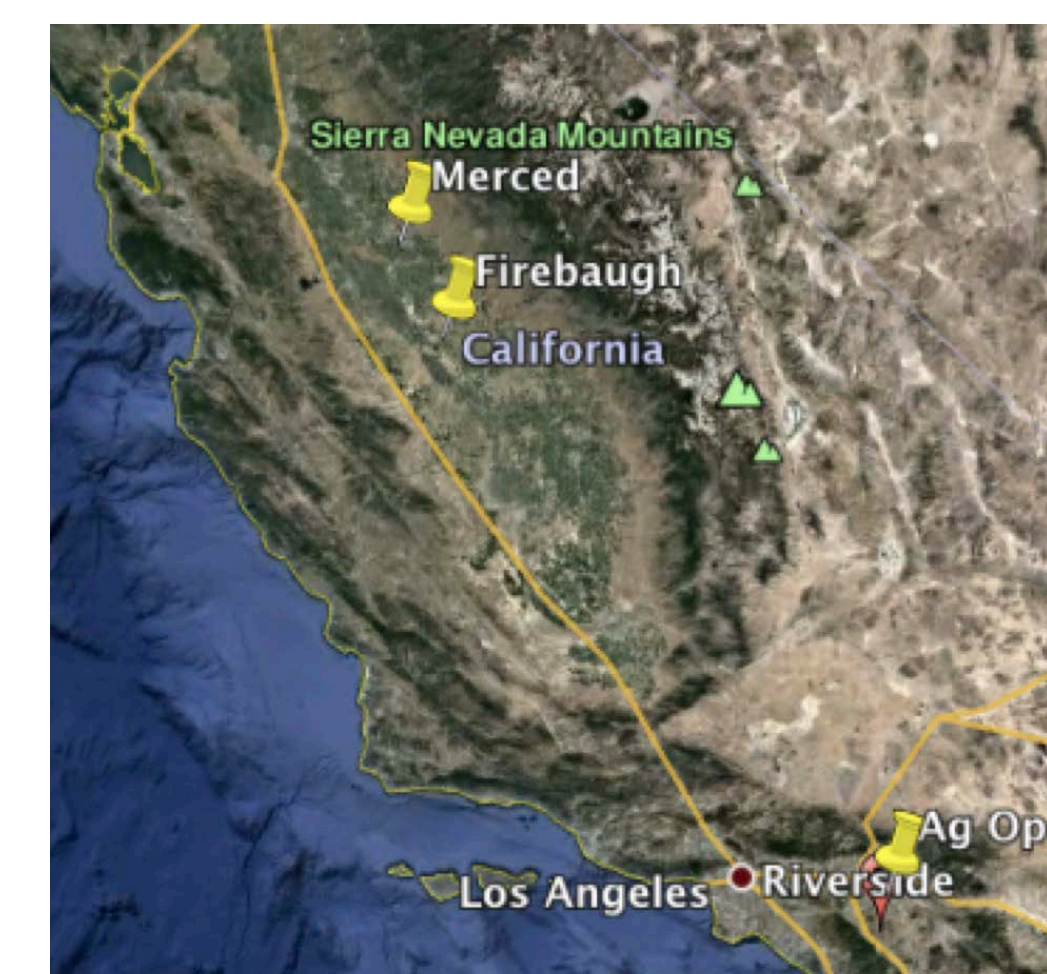 Sierra Nevada Mountains
Merced
Firebaugh
California
Ag Op
Los Angeles
Riverside